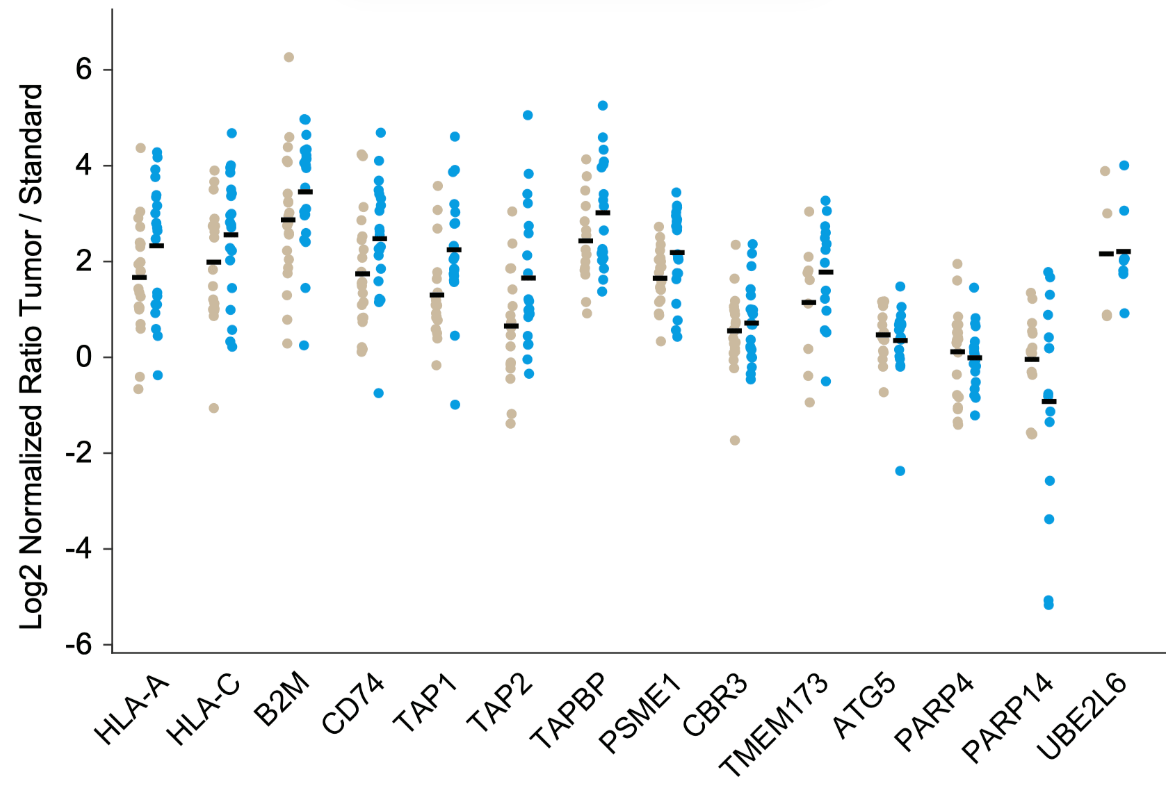 Log2 Normalized Ratio Tumor / Standard
6
4
2
0
-2
-4
-6
HLA-A
HLA-C
B2M
CD74
TAP1
TAP2
TAPBP
PSME1
CBR3
TMEM173
ATG5
PARP4
PARP14
UBE2L6